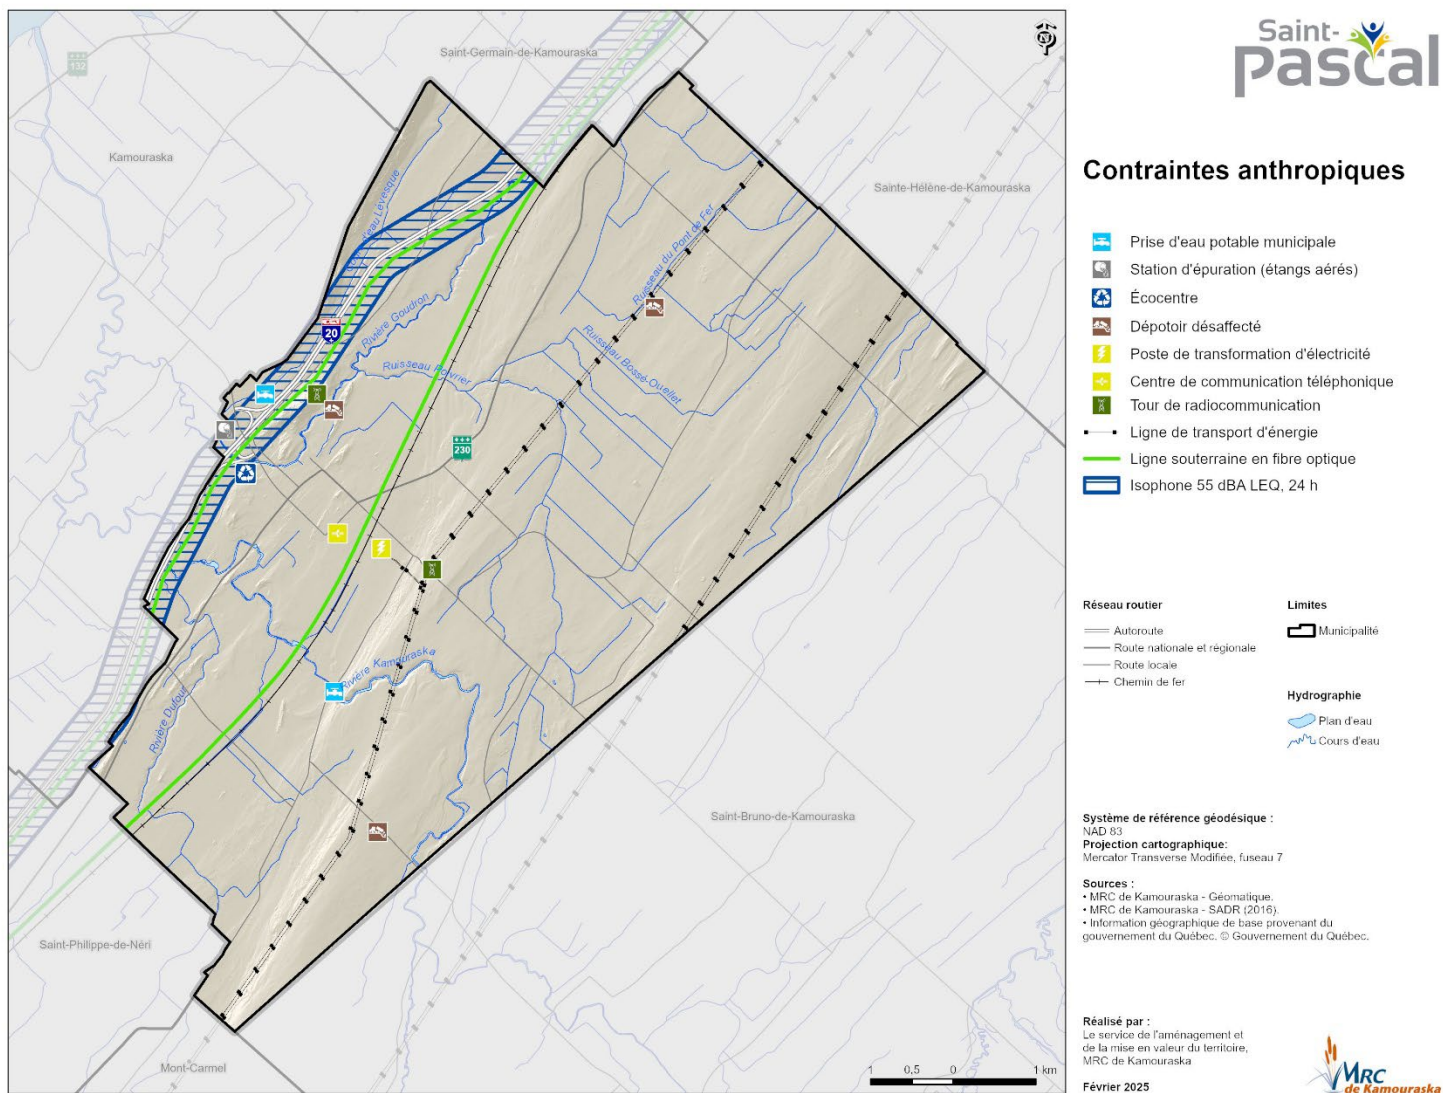 Saint-
pascal
Contraintes anthropiques
Prise d'eau potable municipale
Station d'épuration (étangs aérés)
Écocentre
Dépotoir désaffecté
Poste de transformation d'électricité
Centre de communication téléphonique
Tour de radiocommunication
Ligne de transport d'énergie
Ligne souterraine en fibre optique
Isophone 55 dBA LEQ, 24 h
Réseau routier
Autoroute
Route nationale et régionale
Route locale
Chemin de fer
Limites
Municipalité
Hydrographie
Plan d'eau
Cours d'eau
Système de référence géodésique :
NAD 83
Projection cartographique:
Mercator Transverse Modifiée, fuseau 7
Sources :
• MRC de Kamouraska - Géomatique.
• MRC de Kamouraska - SADR (2016).
• Information géographique de base provenant du
gouvernement du Québec. © Gouvernement du Québec.
Réalisé par :
Le service de l'aménagement et
de la mise en valeur du territoire,
MRC de Kamouraska
Février 2025
MRC
de Kamouraska
N
132
Saint-Germain-de-Kamouraska
Kamouraska
Sainte-Hélène-de-Kamouraska
d'eau Lévesque
20
Rivière Goudron
Ruisseau du Pont de Fer
Ruisseau Poivrier
Ruisseau Bossé-Ouellet
230
Rivière Kamouraska
Rivière Dufour
Saint-Bruno-de-Kamouraska
Saint-Philippe-de-Néri
Mont-Carmel
1 0,5 0 1 km